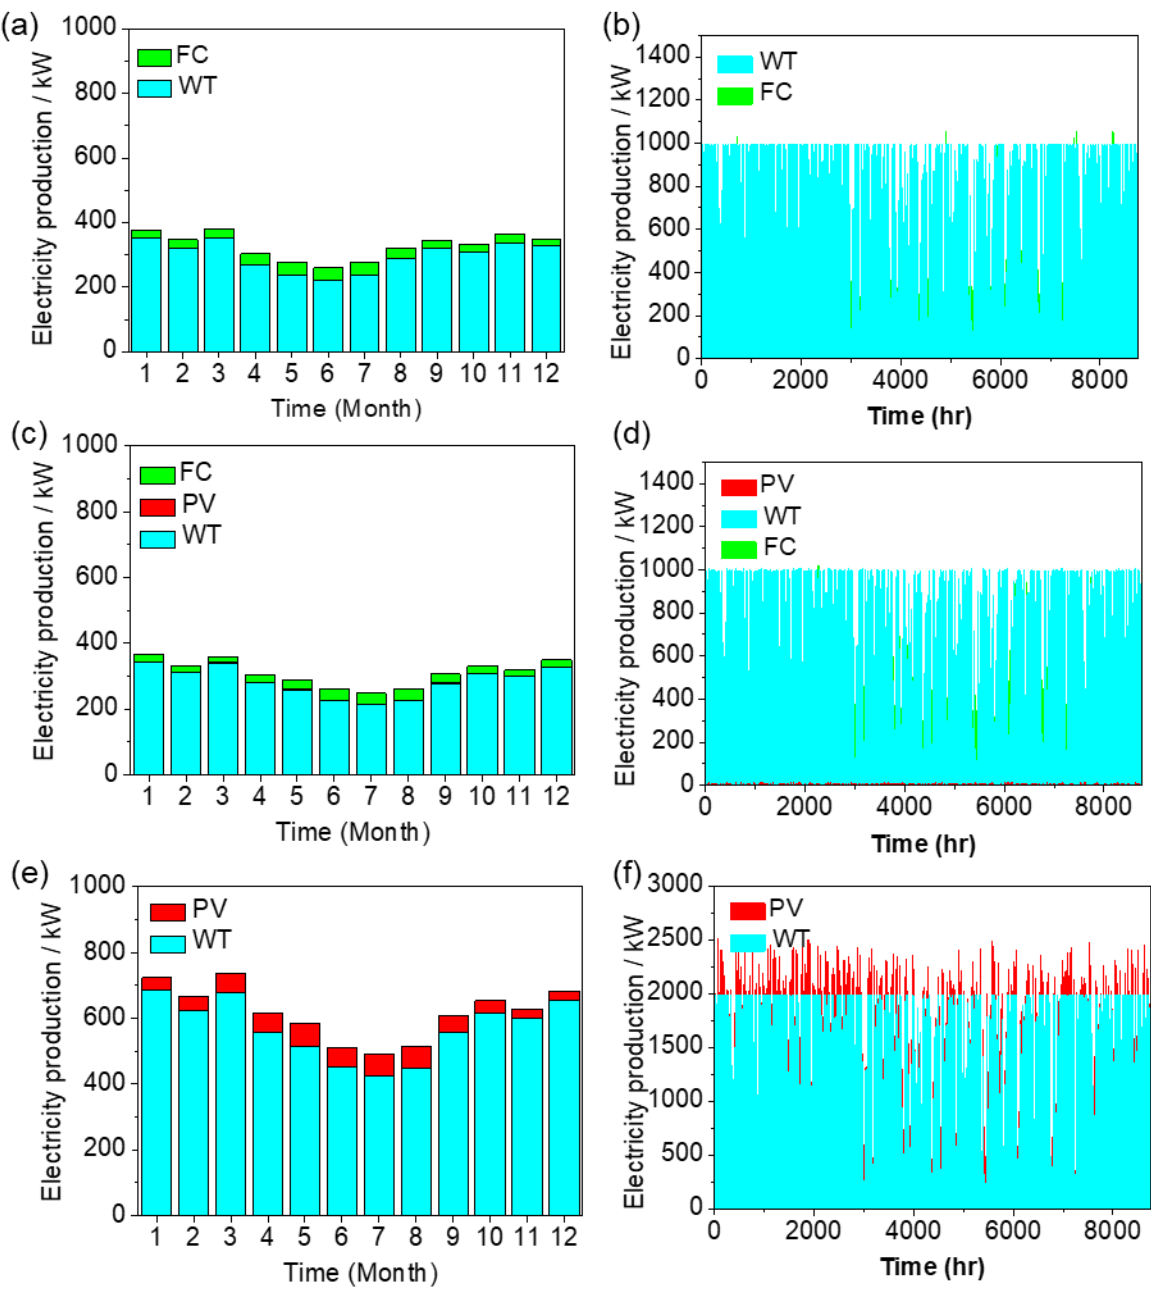 (a)
Electricity production / kW
1000
800
600
400
200
0
FC
WT
1 2 3 4 5 6 7 8 9 10 11 12
Time (Month)
(b)
Electricity production / kW
1400
1200
1000
800
600
400
200
0
WT
FC
0 2000 4000 6000 8000
Time (hr)
(c)
Electricity production / kW
1000
800
600
400
200
0
FC
PV
WT
1 2 3 4 5 6 7 8 9 10 11 12
Time (Month)
(d)
Electricity production / kW
1400
1200
1000
800
600
400
200
0
PV
WT
FC
0 2000 4000 6000 8000
Time (hr)
(e)
Electricity production / kW
1000
800
600
400
200
0
PV
WT
1 2 3 4 5 6 7 8 9 10 11 12
Time (Month)
(f)
Electricity production / kW
3000
2500
2000
1500
1000
500
0
PV
WT
0 2000 4000 6000 8000
Time (hr)